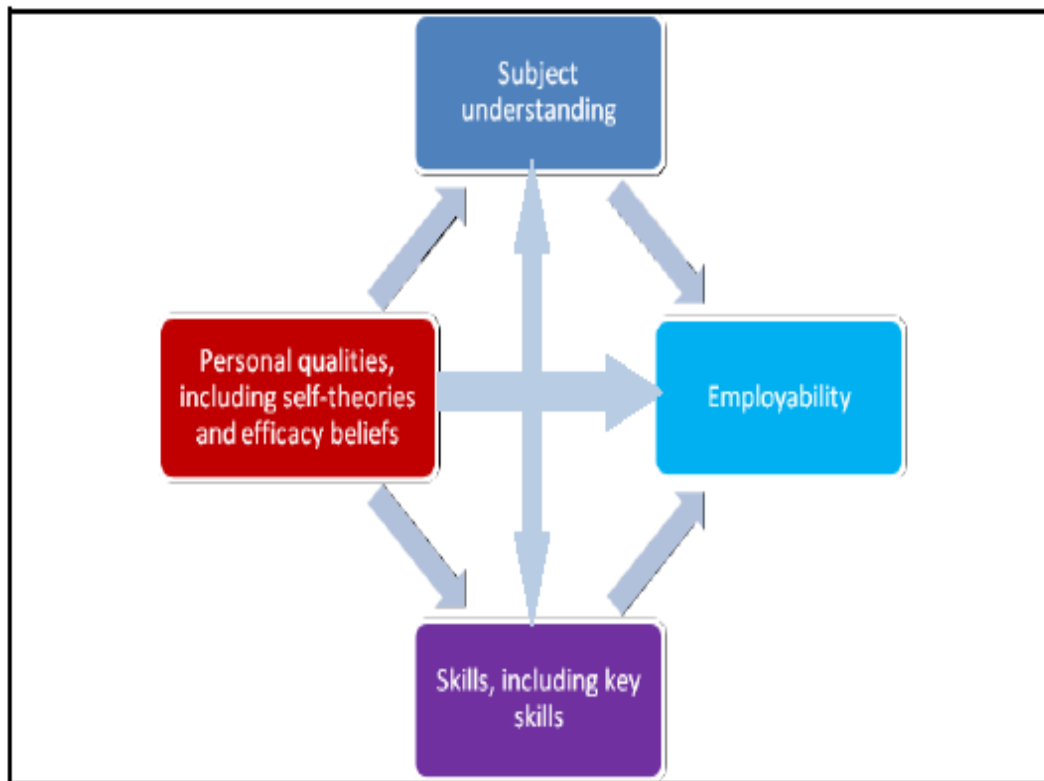 Subject
understanding
Personal qualities,
including self-theories
and efficacy beliefs
Employability
Skills, including key
skills